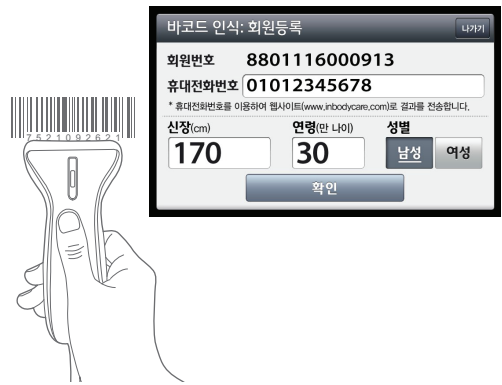 바코드 인식: 회원등록
나가기
회원번호 8801116000913
휴대전화번호 01012345678
* 휴대전화번호를 이용하여 웹사이트(www.inbodycare.com)로 결과를 전송합니다.
신장(cm) 연령(만 나이) 성별
170 30 남성 여성
확인
7521092621